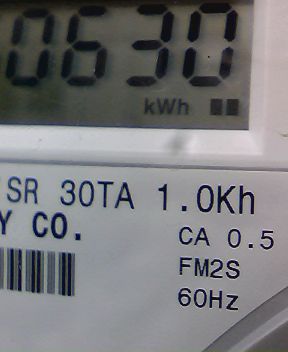 0630
kWh
SR 30TA 1.0Kh
Y CO.
CA 0.5
FM2S
60Hz